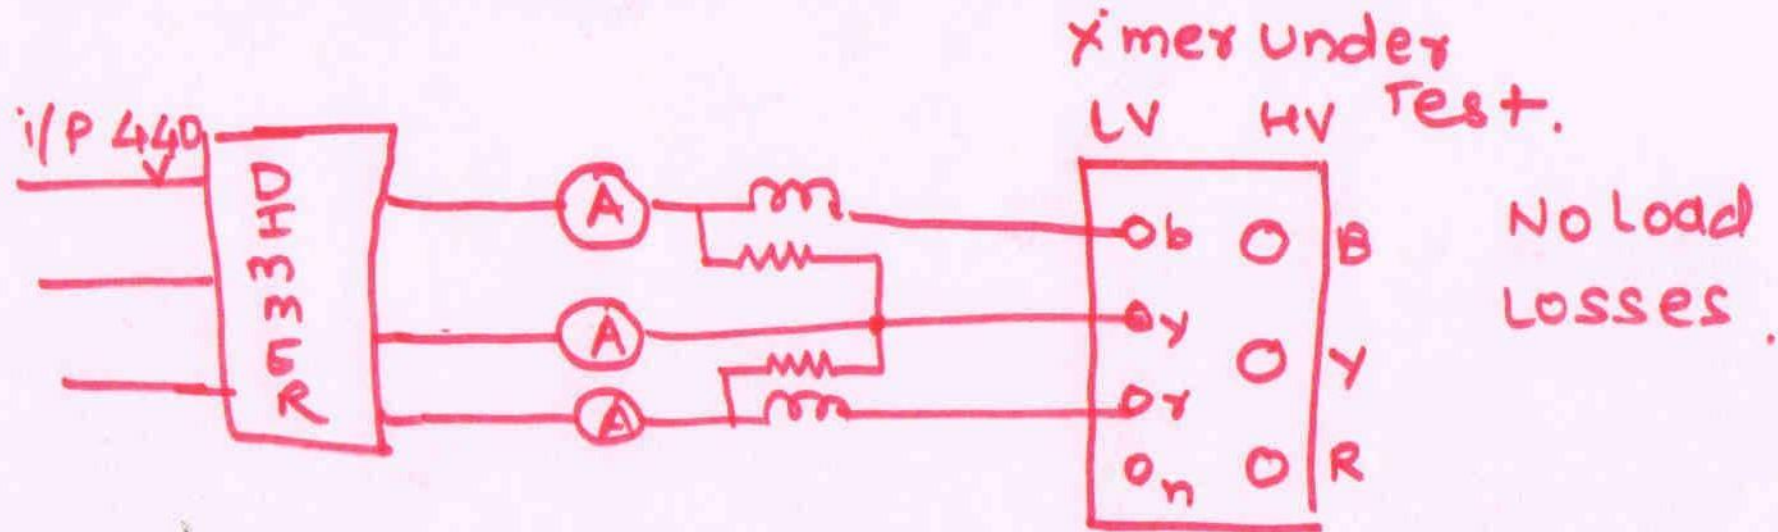 X'mer under
Test.
LV HV
i/P 440
V
DIMMER
A
A
A
b
y
r
n
B
Y
R
No Load
Losses.